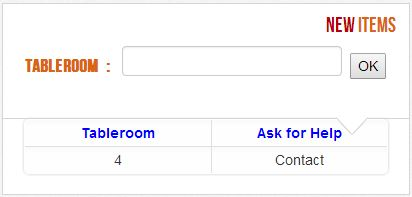 NEW ITEMS
TABLEROOM : OK
Tableroom Ask for Help
4 Contact